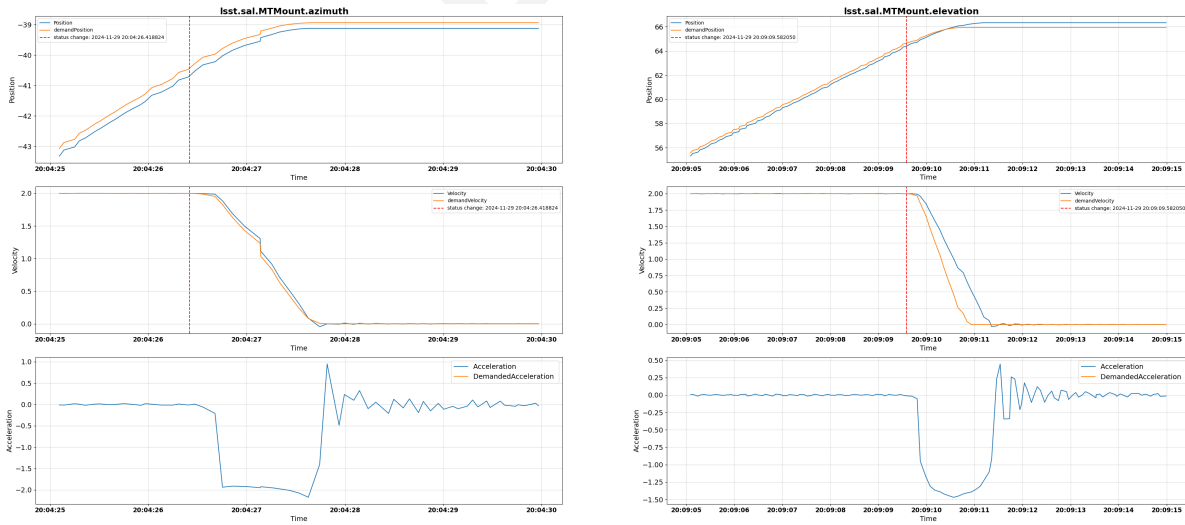 lsst.sal.MTMount.azimuth
Position
demandPosition
status change: 2024-11-29 20:04:26.418824
−39
−40
−41
−42
−43
Position
20:04:25 20:04:26 20:04:27 20:04:28 20:04:29 20:04:30
Time
Velocity
demandVelocity
status change: 2024-11-29 20:04:26.418824
2.0
1.5
1.0
0.5
0.0
Velocity
20:04:25 20:04:26 20:04:27 20:04:28 20:04:29 20:04:30
Time
Acceleration
DemandedAcceleration
1.0
0.5
0.0
−0.5
−1.0
−1.5
−2.0
Acceleration
20:04:25 20:04:26 20:04:27 20:04:28 20:04:29 20:04:30
Time
lsst.sal.MTMount.elevation
Position
demandPosition
status change: 2024-11-29 20:09:09.582050
66
64
62
60
58
56
Position
20:09:05 20:09:06 20:09:07 20:09:08 20:09:09 20:09:10 20:09:11 20:09:12 20:09:13 20:09:14 20:09:15
Time
Velocity
demandVelocity
status change: 2024-11-29 20:09:09.582050
2.00
1.75
1.50
1.25
1.00
0.75
0.50
0.25
0.00
Velocity
20:09:05 20:09:06 20:09:07 20:09:08 20:09:09 20:09:10 20:09:11 20:09:12 20:09:13 20:09:14 20:09:15
Time
Acceleration
DemandedAcceleration
0.50
0.25
0.00
−0.25
−0.50
−0.75
−1.00
−1.25
−1.50
Acceleration
20:09:05 20:09:06 20:09:07 20:09:08 20:09:09 20:09:10 20:09:11 20:09:12 20:09:13 20:09:14 20:09:15
Time